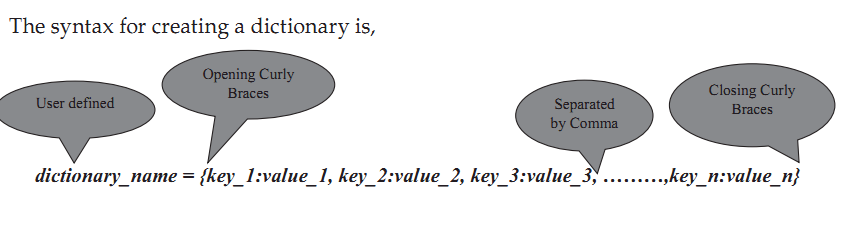 The syntax for creating a dictionary is,
User defined
Opening Curly
Braces
Separated
by Comma
Closing Curly
Braces
dictionary_name = {key_1:value_1, key_2:value_2, key_3:value_3, ………,key_n:value_n}